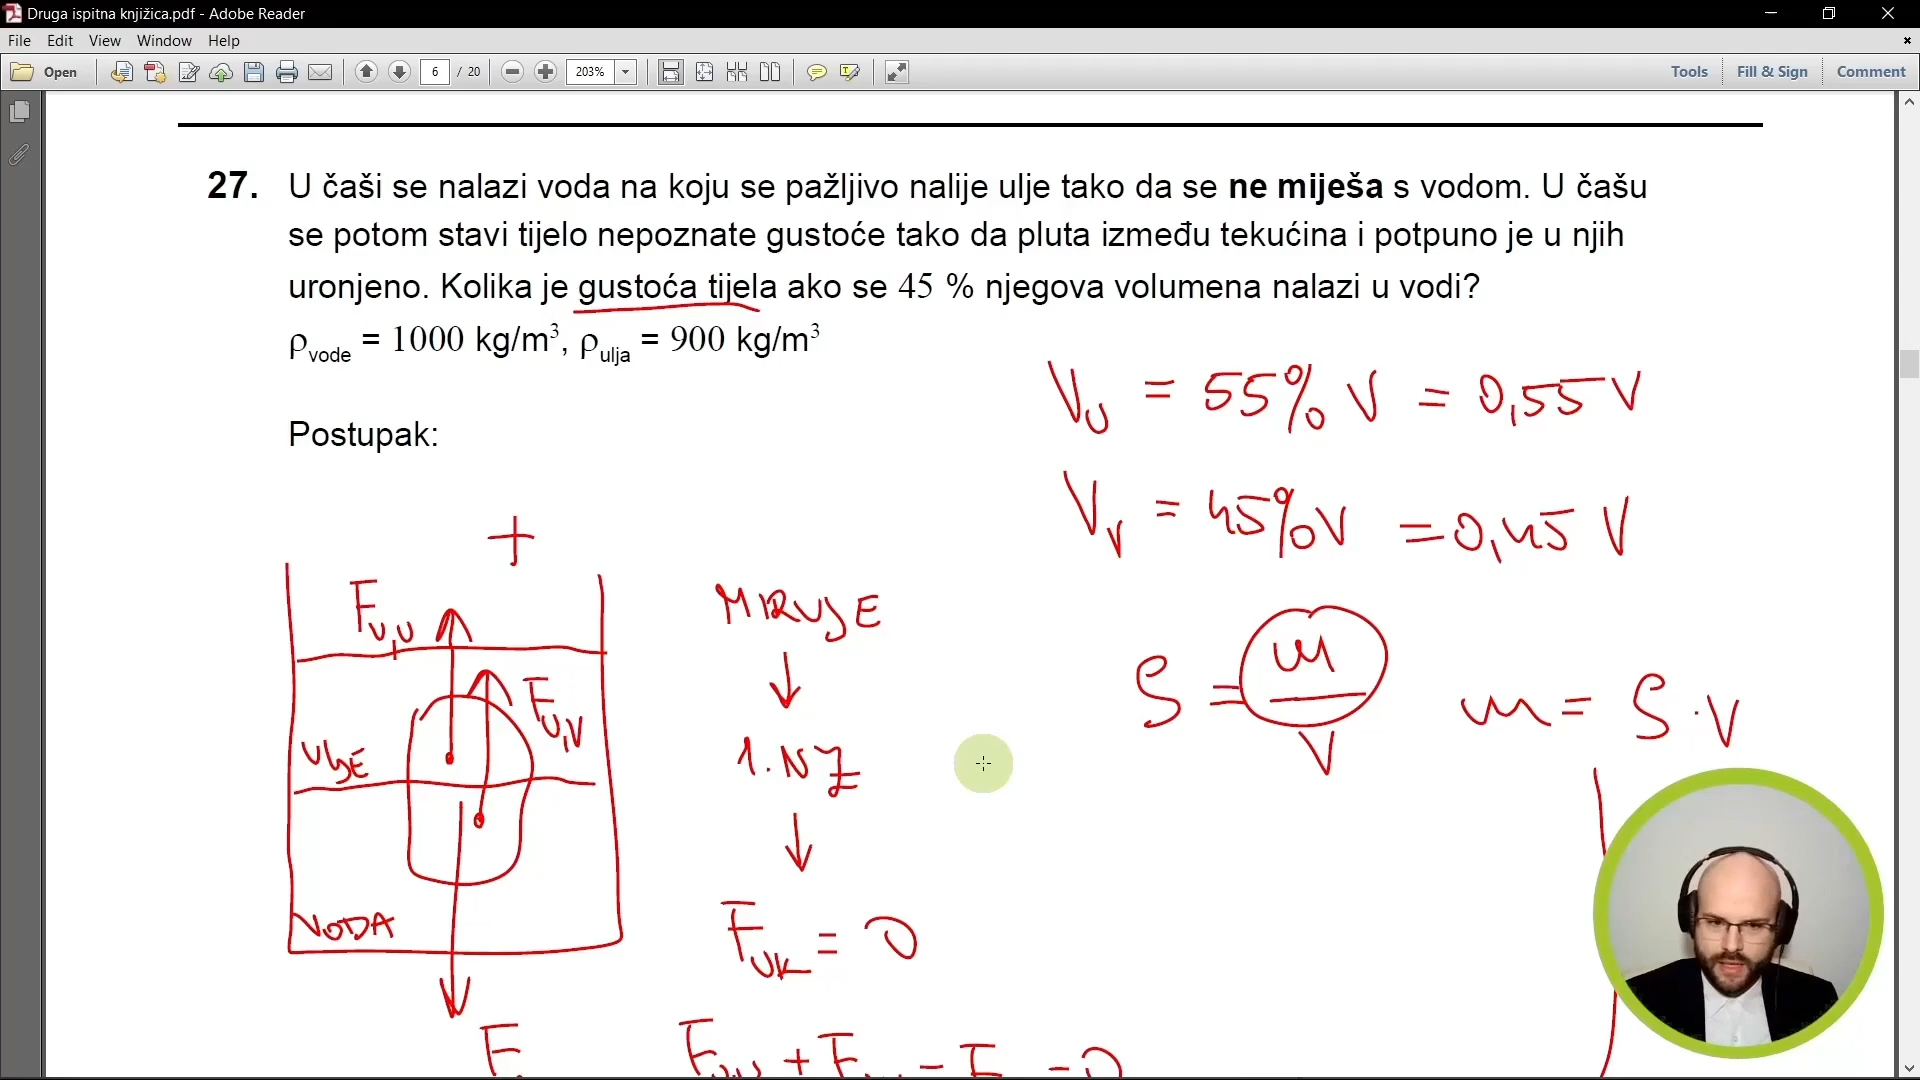 Druga ispitna knjižica.pdf - Adobe Reader
File Edit View Window Help
Open 6 / 20 203% Tools Fill & Sign Comment
27. U čaši se nalazi voda na koju se pažljivo nalije ulje tako da se ne miješa s vodom. U čašu
se potom stavi tijelo nepoznate gustoće tako da pluta između tekućina i potpuno je u njih
uronjeno. Kolika je gustoća tijela ako se 45 % njegova volumena nalazi u vodi?
ρvode = 1000 kg/m³, ρulja = 900 kg/m³
Postupak:
VU = 55% V = 0,55 V
VV = 45% V = 0,45 V
+
FU,U
FU,V
ULJE
VODA
MIRUJE
↓
1. NZ
↓
FUK = 0
ρ = m / V
m = ρ · V